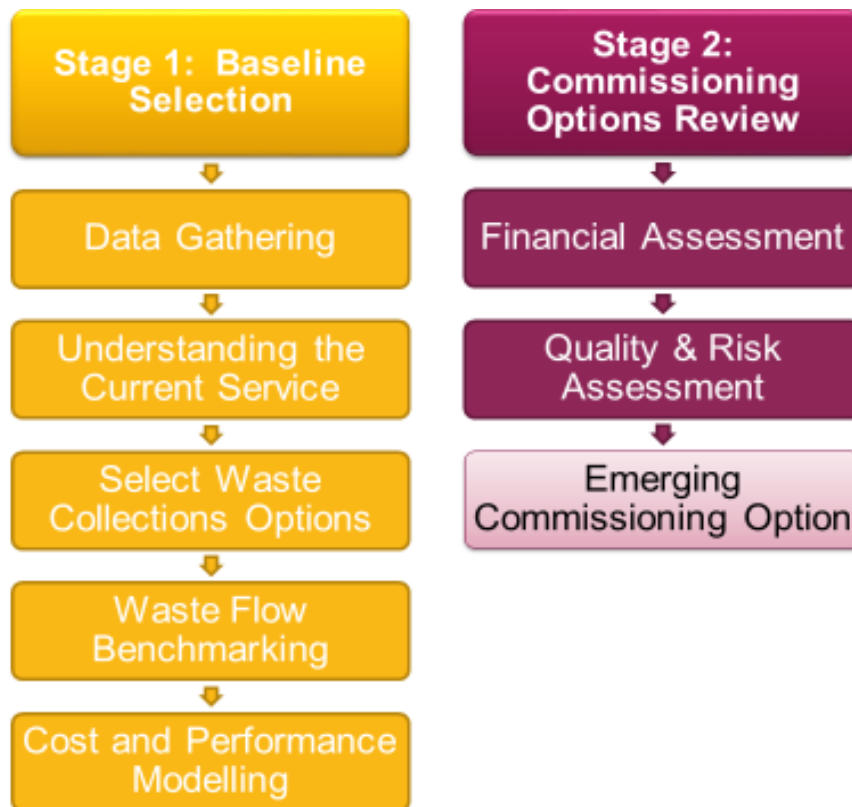 Stage 1:  Baseline
Selection
Data Gathering
Understanding the
Current Service
Select Waste
Collections Options
Waste Flow
Benchmarking
Cost and Performance
Modelling
Stage 2:
Commissioning
Options Review
Financial Assessment
Quality & Risk
Assessment
Emerging
Commissioning Option